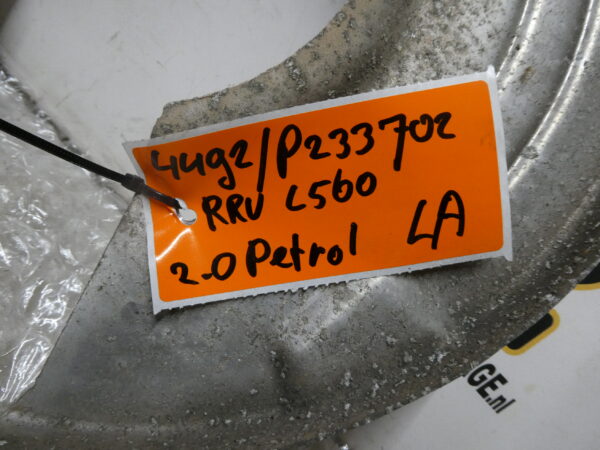 4492/P233702
RRV L560
2.0 Petrol LA
GE.nl